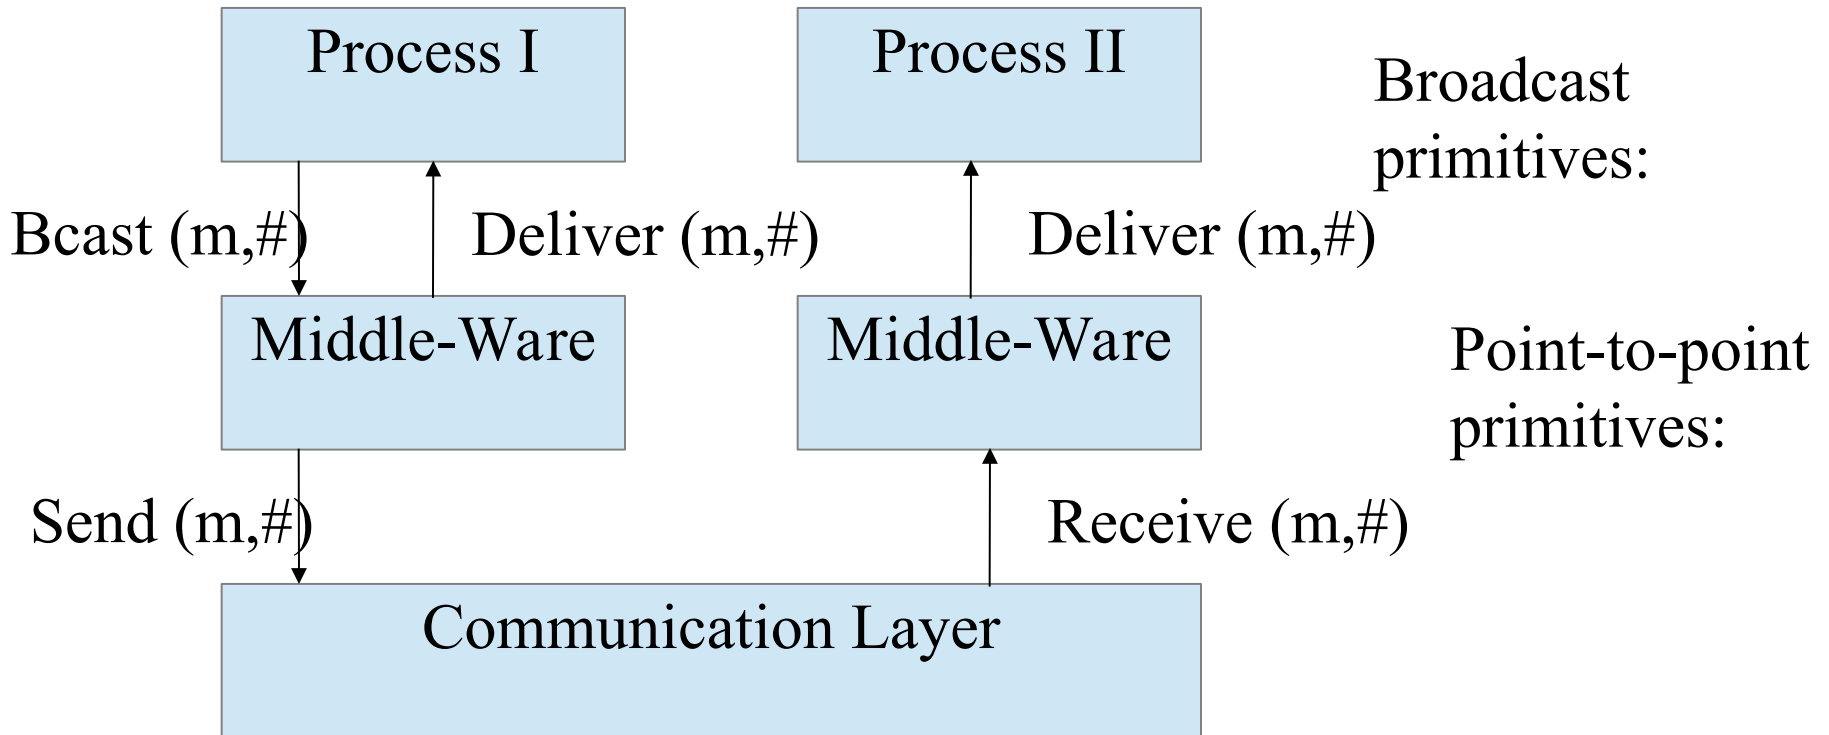 Process I
Process II
Broadcast
primitives:
Bcast (m,#)
Deliver (m,#)
Deliver (m,#)
Middle-Ware
Middle-Ware
Point-to-point
primitives:
Send (m,#)
Receive (m,#)
Communication Layer